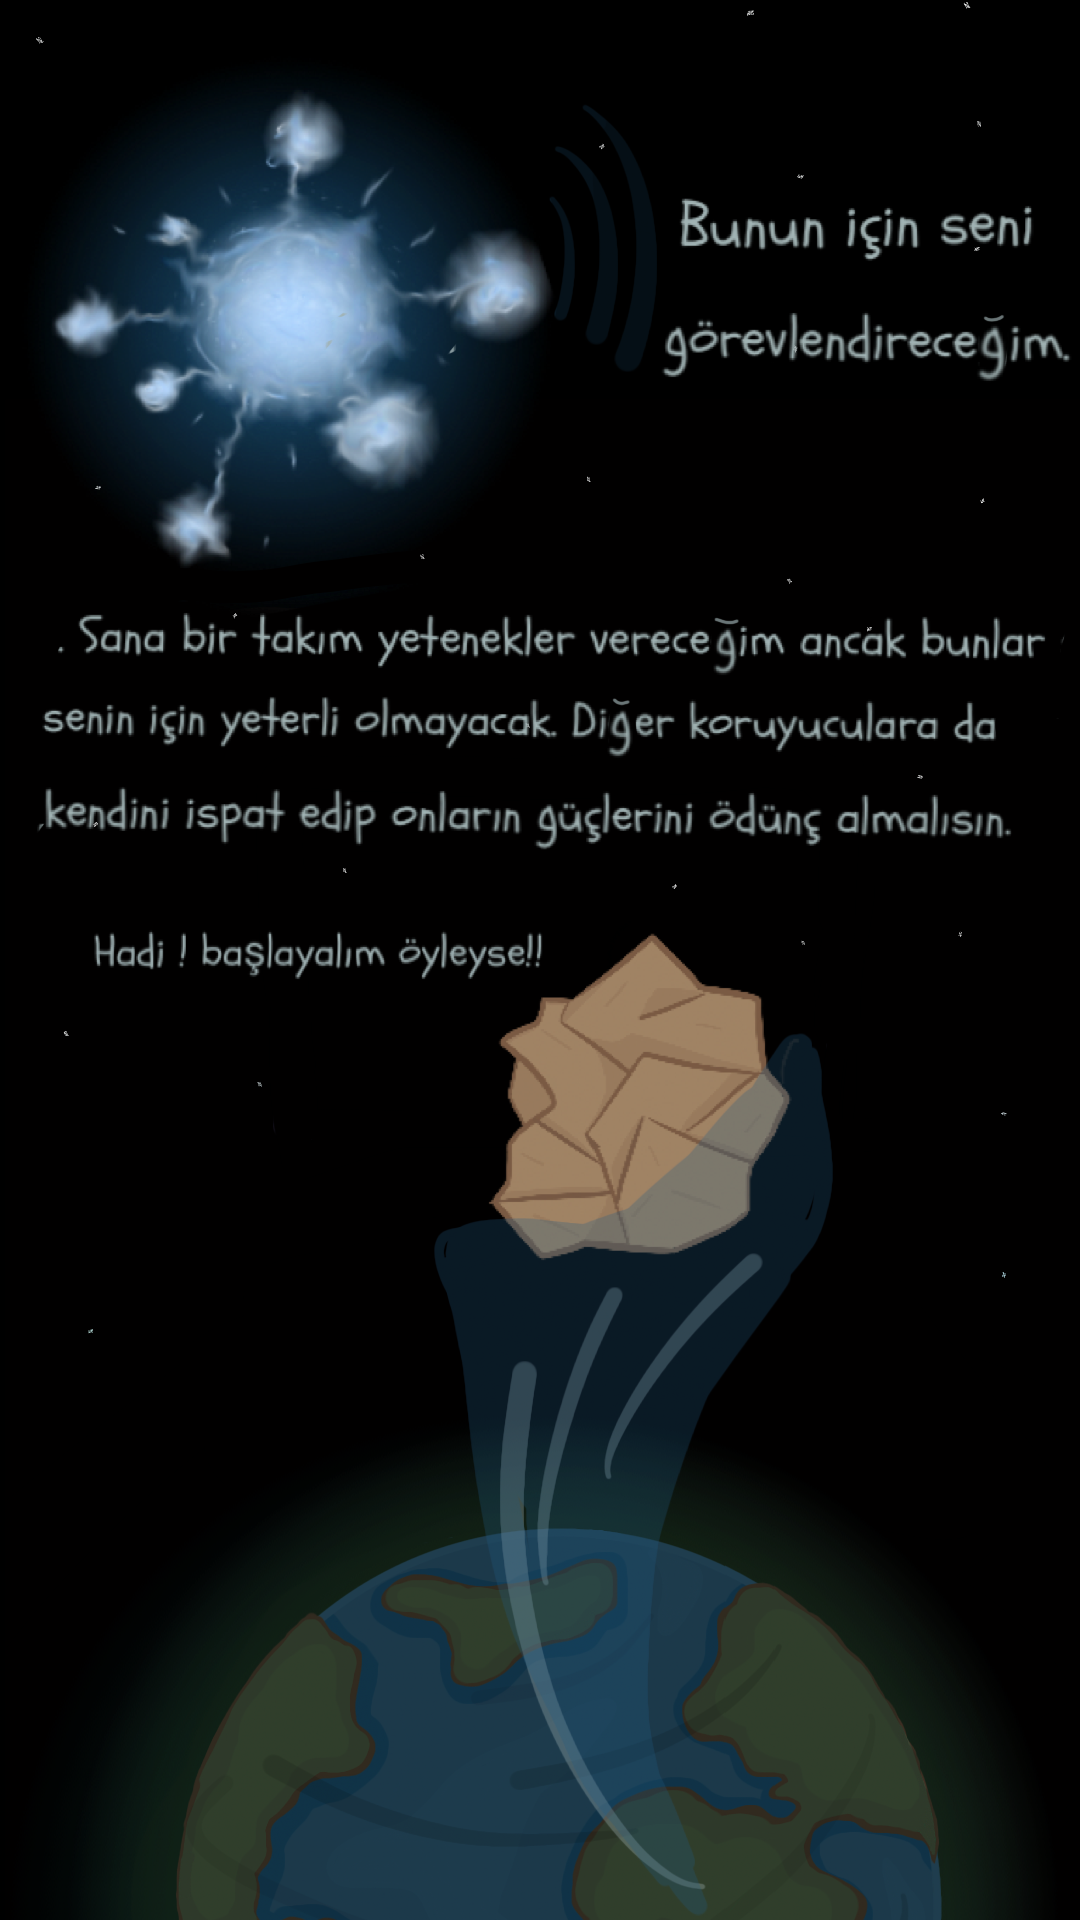 Bunun için seni
görevlendireceğim.
. Sana bir takım yetenekler vereceğim ancak bunlar
senin için yeterli olmayacak. Diğer koruyuculara da
kendini ispat edip onların güçlerini ödünç almalısın.
Hadi ! başlayalım öyleyse!!